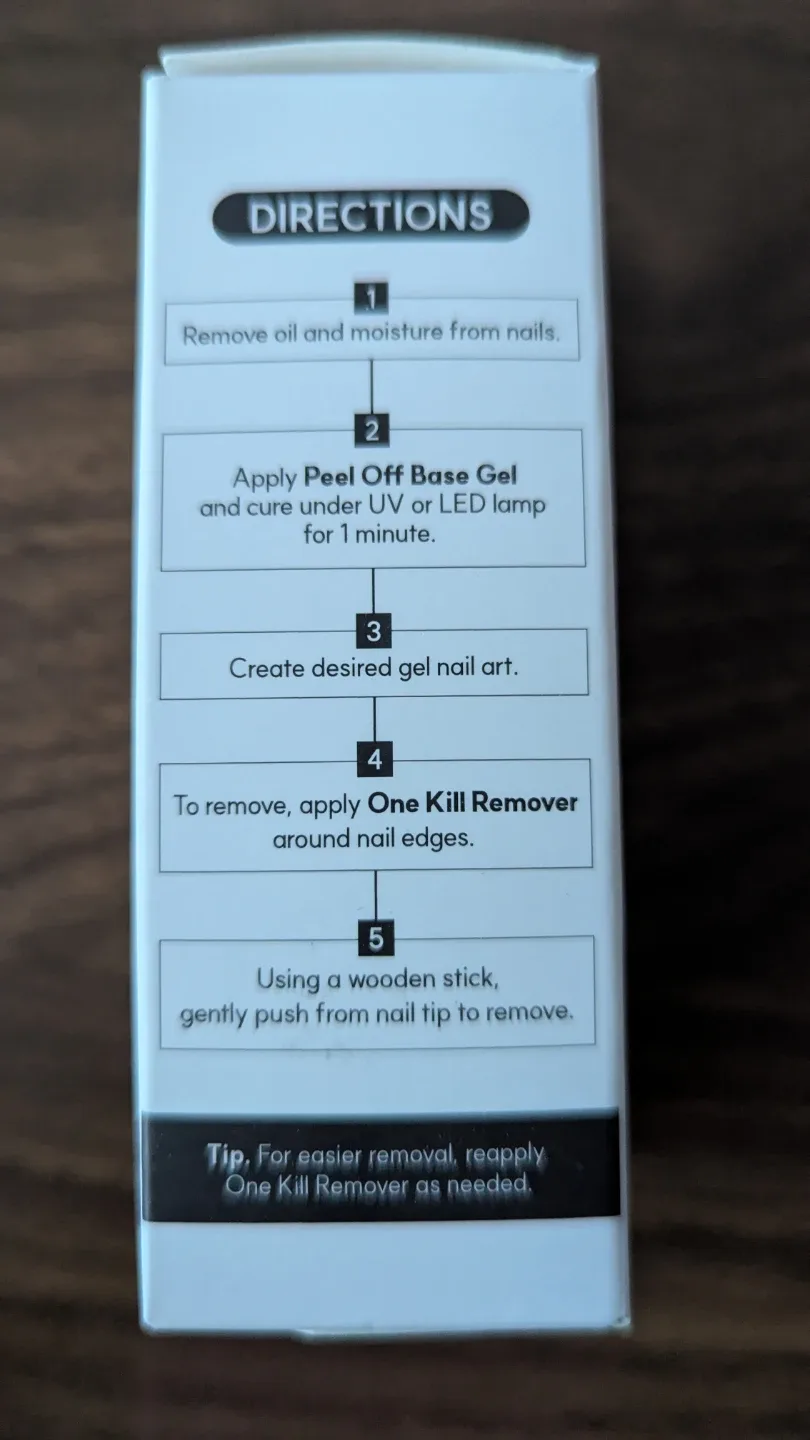 DIRECTIONS
1
Remove oil and moisture from nails.
2
Apply Peel Off Base Gel
and cure under UV or LED lamp
for 1 minute.
3
Create desired gel nail art.
4
To remove, apply One Kill Remover
around nail edges.
5
Using a wooden stick,
gently push from nail tip to remove.
Tip. For easier removal, reapply
One Kill Remover as needed.